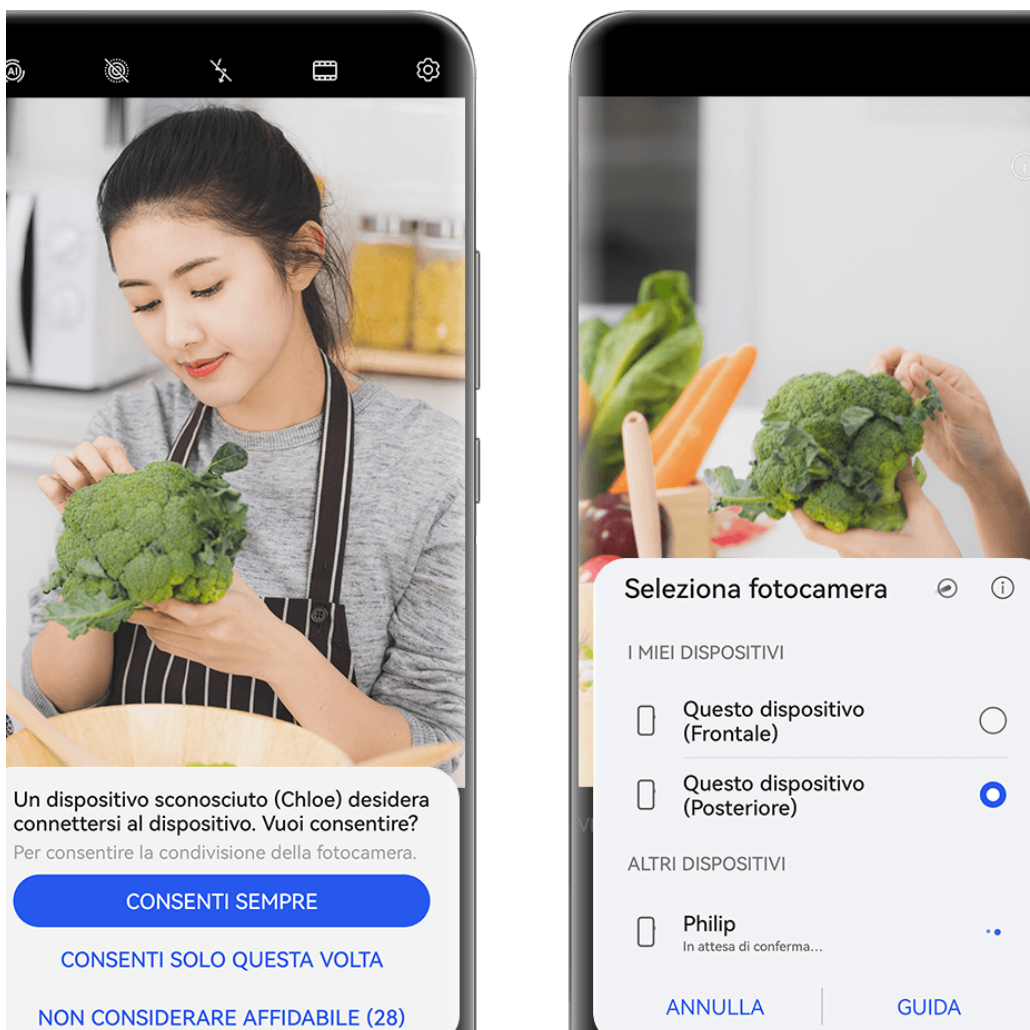 AI
Un dispositivo sconosciuto (Chloe) desidera
connettersi al dispositivo. Vuoi consentire?
Per consentire la condivisione della fotocamera.
CONSENTI SEMPRE
CONSENTI SOLO QUESTA VOLTA
NON CONSIDERARE AFFIDABILE (28)
Seleziona fotocamera
I MIEI DISPOSITIVI
Questo dispositivo
(Frontale)
Questo dispositivo
(Posteriore)
ALTRI DISPOSITIVI
Philip
In attesa di conferma...
ANNULLA
GUIDA